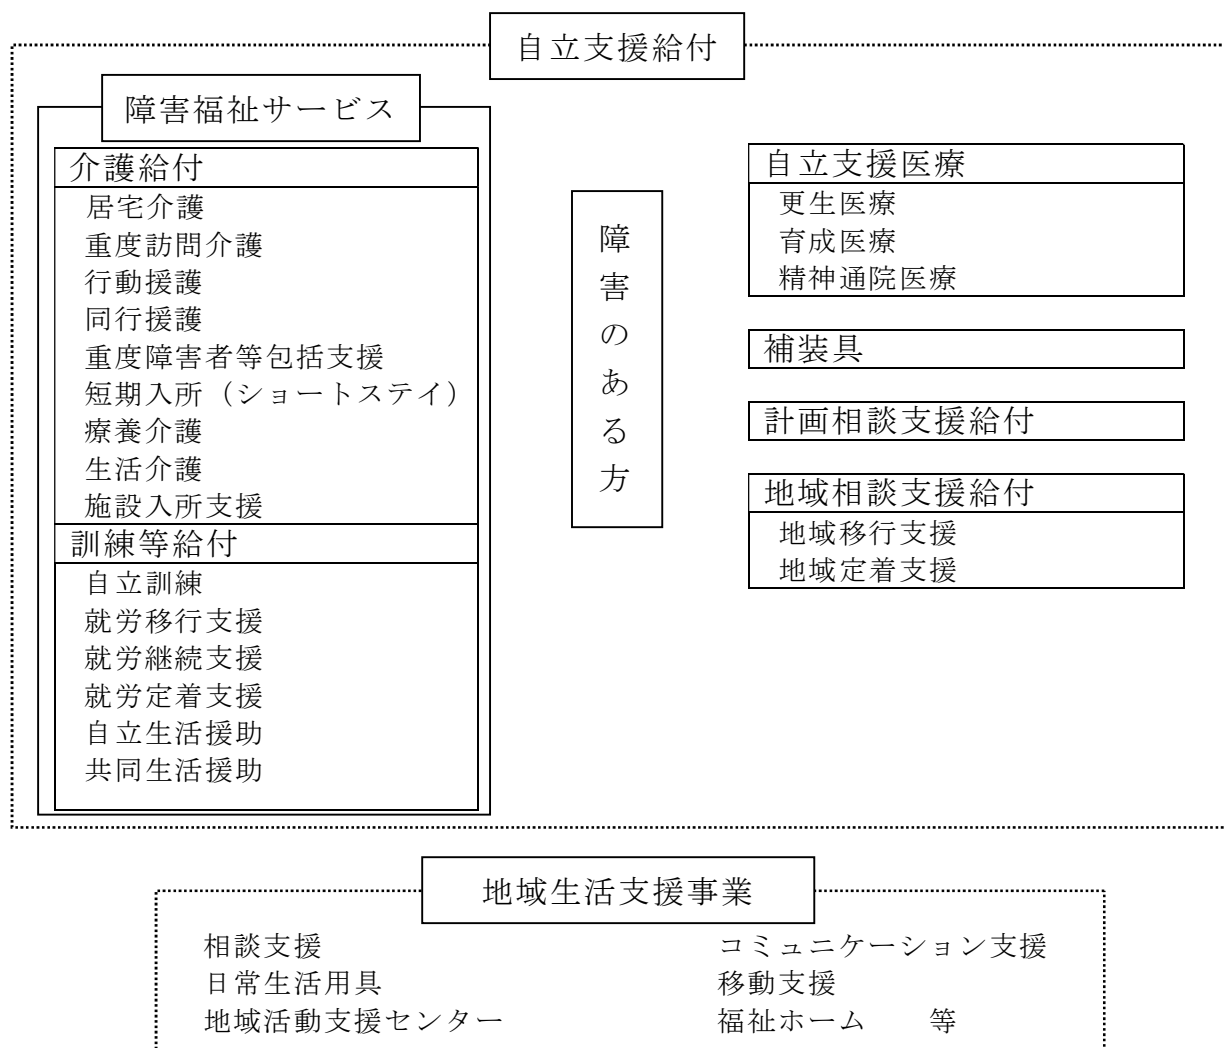 自立支援給付
障害福祉サービス
介護給付
居宅介護
重度訪問介護
行動援護
同行援護
重度障害者等包括支援
短期入所（ショートステイ）
療養介護
生活介護
施設入所支援
訓練等給付
自立訓練
就労移行支援
就労継続支援
就労定着支援
自立生活援助
共同生活援助
障害のある方
自立支援医療
更生医療
育成医療
精神通院医療
補装具
計画相談支援給付
地域相談支援給付
地域移行支援
地域定着支援
地域生活支援事業
相談支援
日常生活用具
地域活動支援センター
コミュニケーション支援
移動支援
福祉ホーム　　等